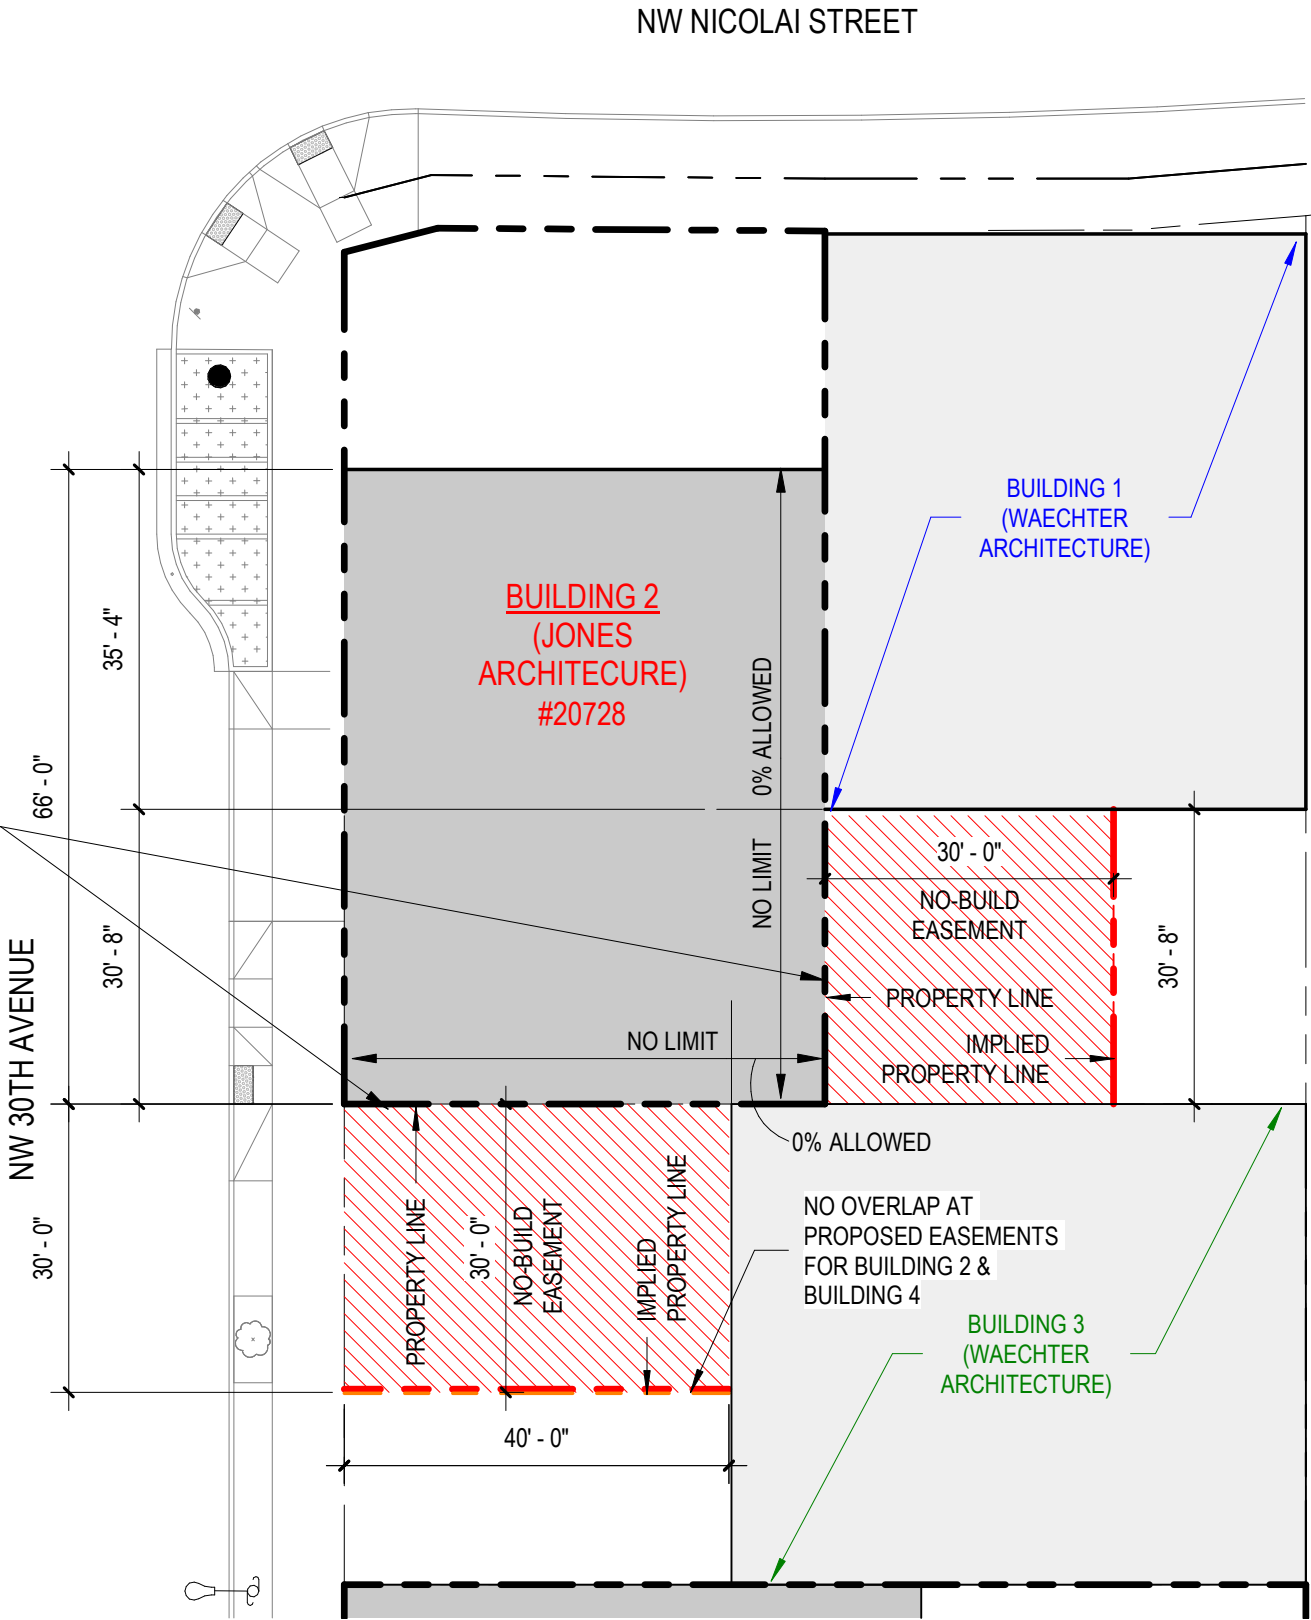 NW NICOLAI STREET
BUILDING 1
(WAECHTER
ARCHITECTURE)
BUILDING 2
(JONES
ARCHITECURE)
#20728
35' - 4"
66' - 0"
0% ALLOWED
NO LIMIT
30' - 0"
NO-BUILD
EASEMENT
30' - 8"
30' - 8"
NW 30TH AVENUE
PROPERTY LINE
IMPLIED
PROPERTY LINE
NO LIMIT
0% ALLOWED
30' - 0"
PROPERTY LINE
30' - 0"
NO-BUILD
EASEMENT
IMPLIED
PROPERTY LINE
NO OVERLAP AT
PROPOSED EASEMENTS
FOR BUILDING 2 &
BUILDING 4
BUILDING 3
(WAECHTER
ARCHITECTURE)
40' - 0"